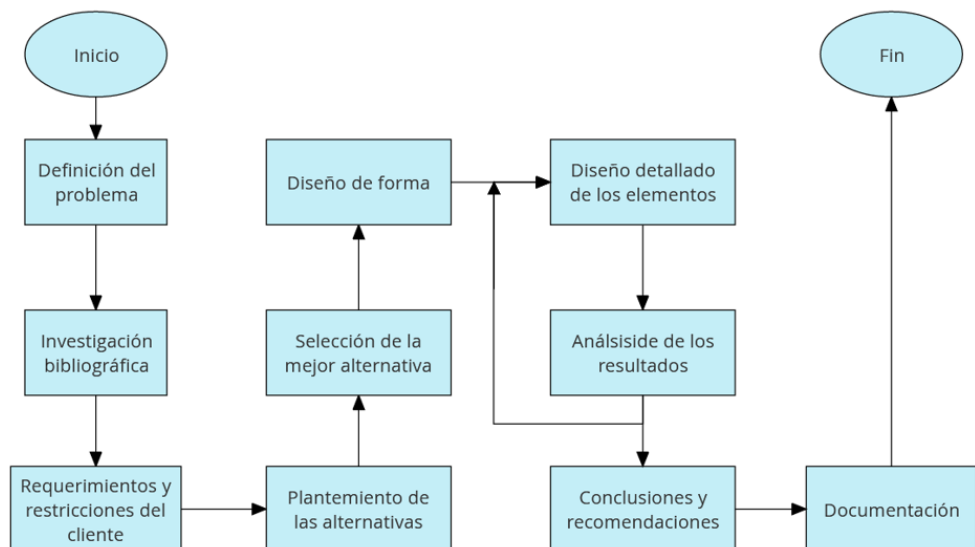 Inicio
Definición del
problema
Investigación
bibliográfica
Requerimientos y
restricciones del
cliente
Plantemiento de
las alternativas
Selección de la
mejor alternativa
Diseño de forma
Diseño detallado
de los elementos
Análsiside de los
resultados
Conclusiones y
recomendaciones
Documentación
Fin